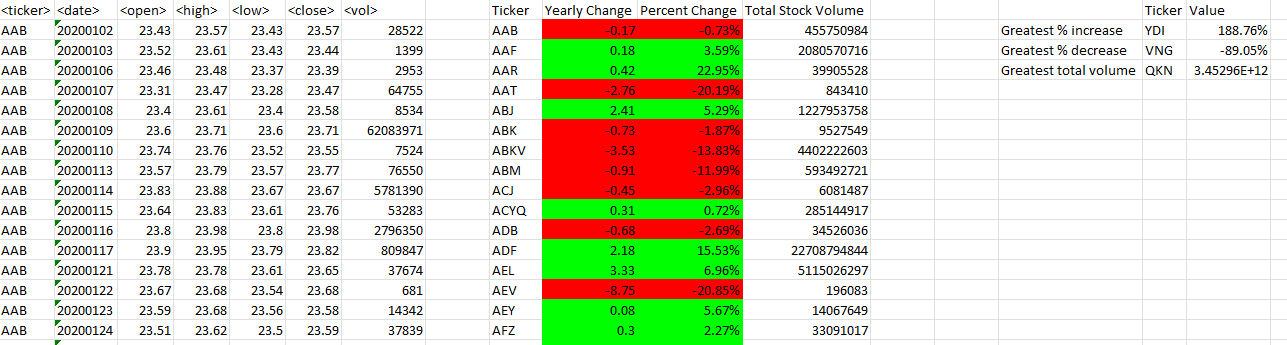 <ticker> <date> <open> <high> <low> <close> <vol> Ticker Yearly Change Percent Change Total Stock Volume Ticker Value
AAB 20200102 23.43 23.57 23.43 23.57 28522 AAB -0.17 -0.73% 455750984 Greatest % increase YDI 188.76%
AAB 20200103 23.52 23.61 23.43 23.44 1399 AAF 0.18 3.59% 2080570716 Greatest % decrease VNG -89.05%
AAB 20200106 23.46 23.48 23.37 23.39 2953 AAR 0.42 22.95% 39905528 Greatest total volume QKN 3.45296E+12
AAB 20200107 23.31 23.47 23.28 23.47 64755 AAT -2.76 -20.19% 843410
AAB 20200108 23.4 23.61 23.4 23.58 8534 ABJ 2.41 5.29% 1227953758
AAB 20200109 23.6 23.71 23.6 23.71 62083971 ABK -0.73 -1.87% 9527549
AAB 20200110 23.74 23.76 23.52 23.55 7524 ABKV -3.53 -13.83% 4402222603
AAB 20200113 23.57 23.79 23.57 23.77 76550 ABM -0.91 -11.99% 593492721
AAB 20200114 23.83 23.88 23.67 23.67 5781390 ACJ -0.45 -2.96% 6081487
AAB 20200115 23.64 23.83 23.61 23.76 53283 ACYQ 0.31 0.72% 285144917
AAB 20200116 23.8 23.98 23.8 23.98 2796350 ADB -0.68 -2.69% 34526036
AAB 20200117 23.9 23.95 23.79 23.82 809847 ADF 2.18 15.53% 22708794844
AAB 20200121 23.78 23.78 23.61 23.65 37674 AEL 3.33 6.96% 5115026297
AAB 20200122 23.67 23.68 23.54 23.68 681 AEV -8.75 -20.85% 196083
AAB 20200123 23.59 23.68 23.56 23.58 14342 AEY 0.08 5.67% 14067649
AAB 20200124 23.51 23.62 23.5 23.59 37839 AFZ 0.3 2.27% 33091017